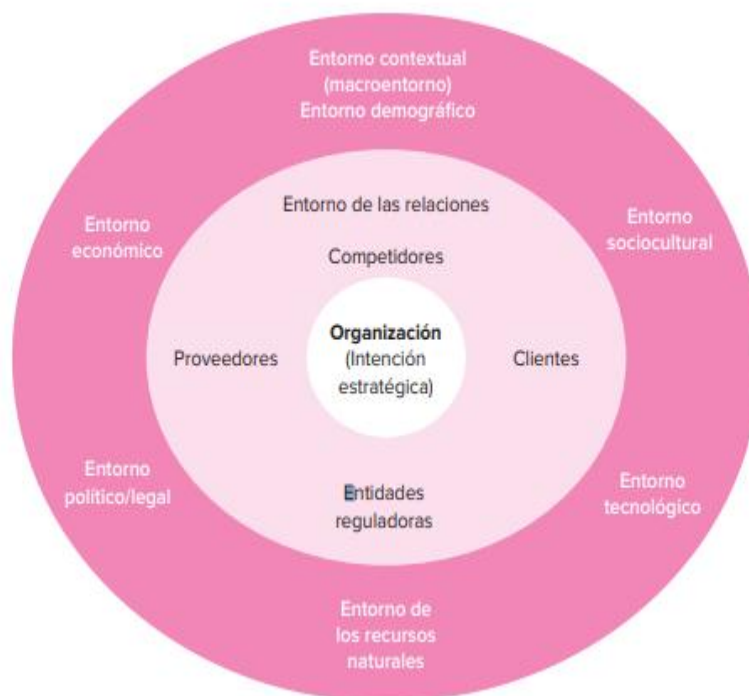 Entorno contextual
(macroentorno)
Entorno demográfico
Entorno
económico
Entorno
sociocultural
Entorno de las relaciones
Competidores
Organización
(Intención
estratégica)
Proveedores
Clientes
Entorno
político/legal
Entidades
reguladoras
Entorno
tecnológico
Entorno de
los recursos
naturales